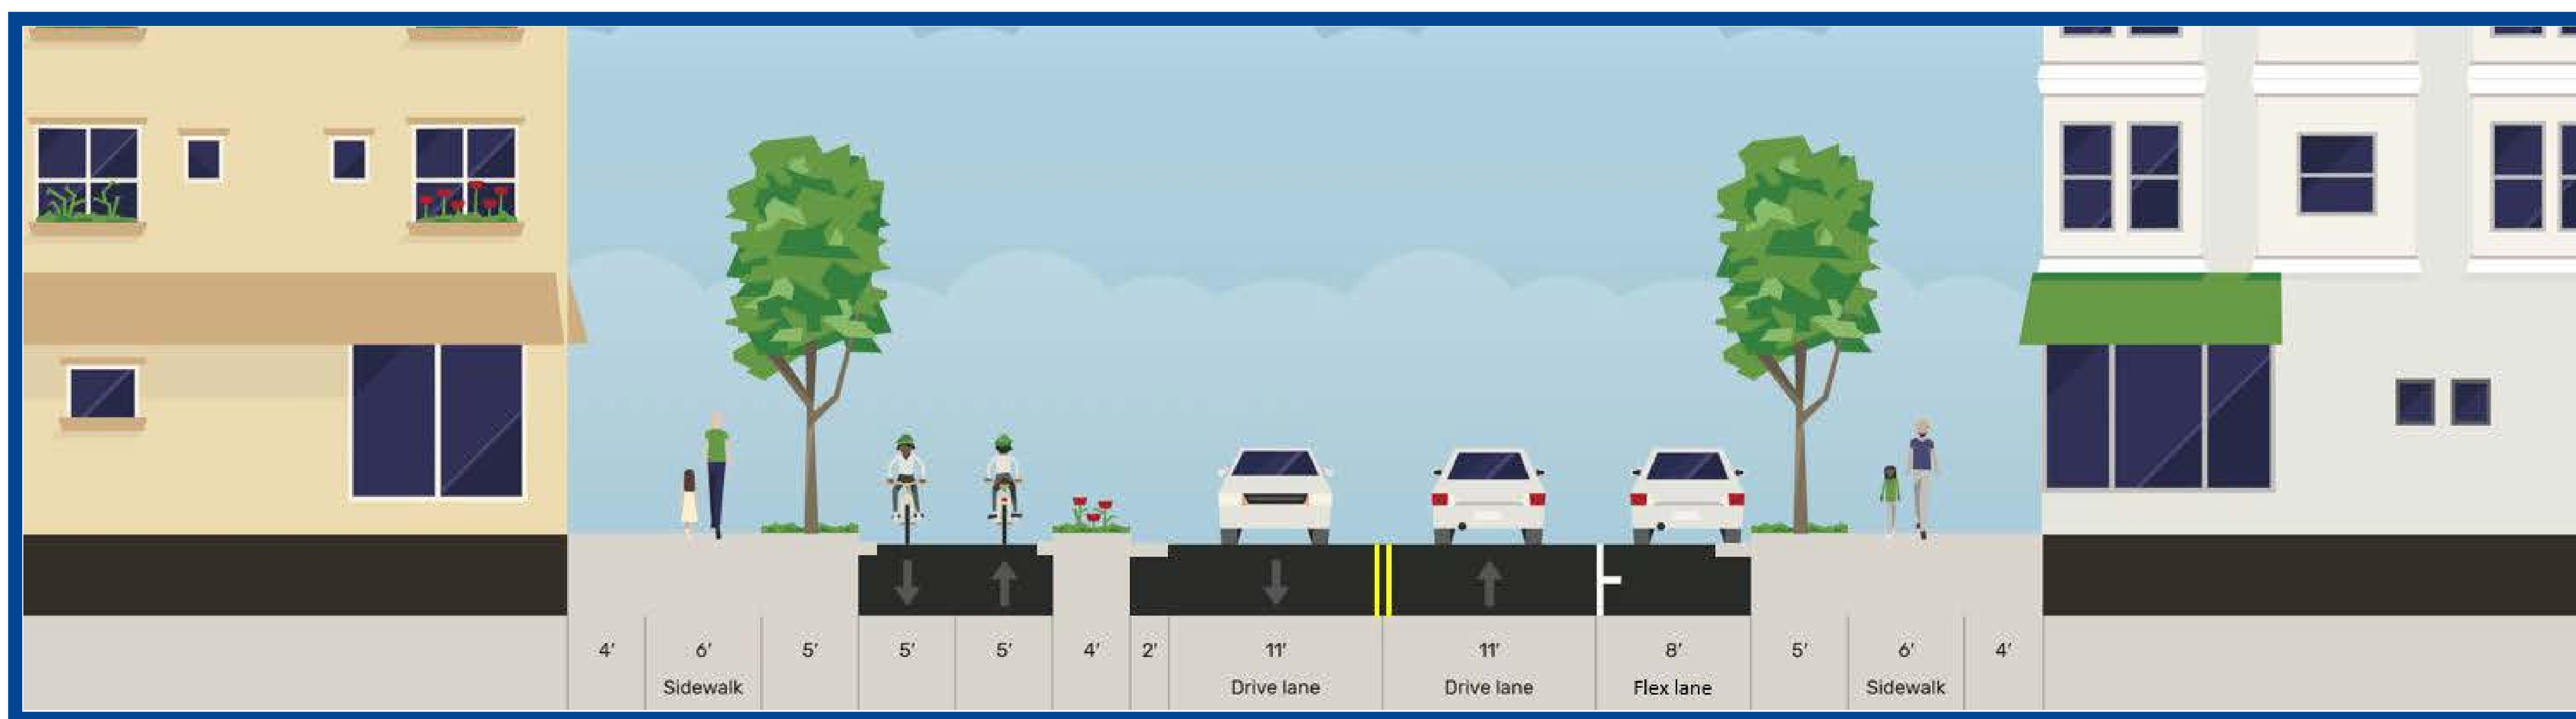 4' 6' 5' 5' 5' 4' 2' 11' 11' 8' 5' 6' 4'
Sidewalk Drive lane Drive lane Flex lane Sidewalk